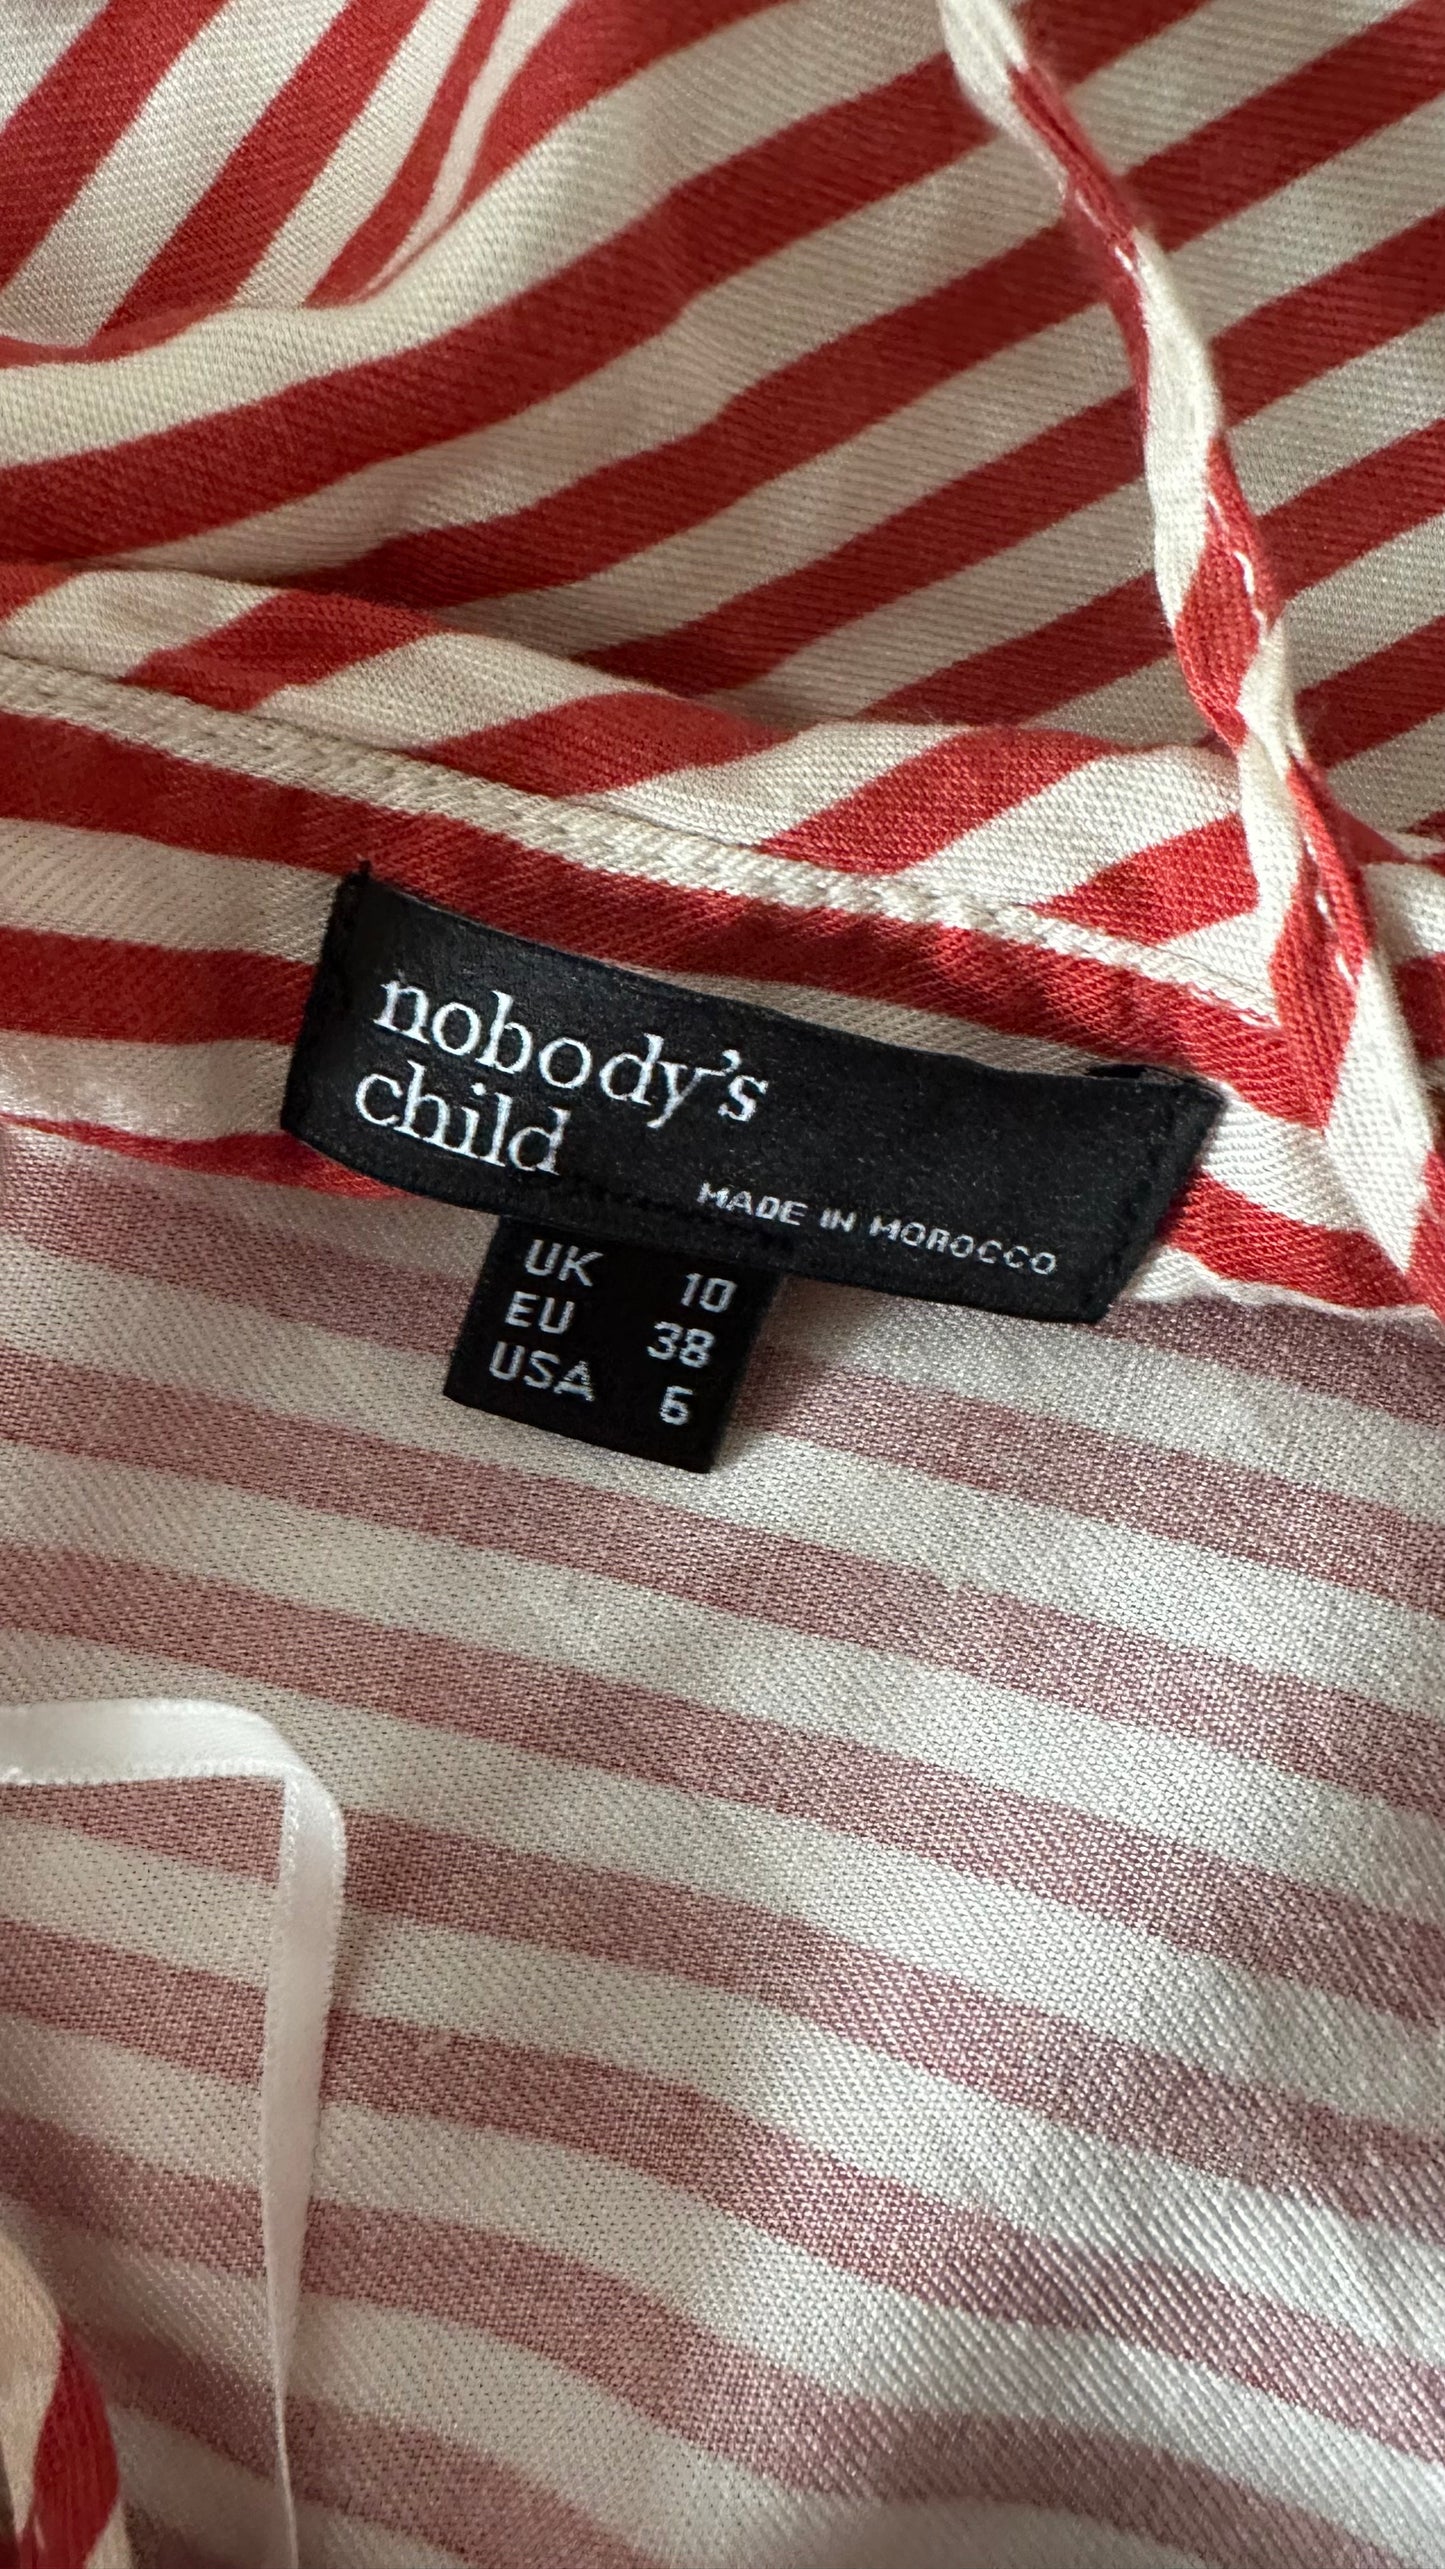 nobody's
child
MADE IN MOROCCO
UK 10
EU 38
USA 6